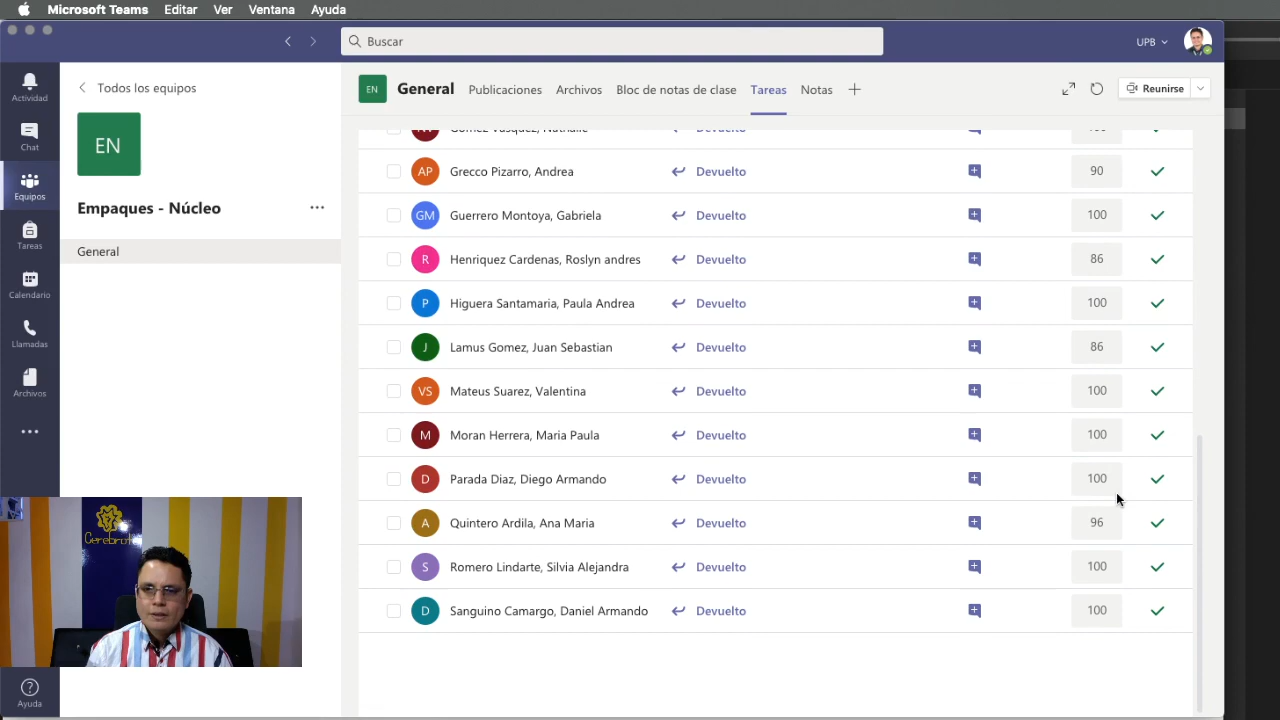 Microsoft Teams Editar Ver Ventana Ayuda
Buscar
UPB
Actividad
Chat
Equipos
Tareas
Calendario
Llamadas
Archivos
Ayuda
Todos los equipos
EN
Empaques - Núcleo
General
EN General Publicaciones Archivos Bloc de notas de clase Tareas Notas Reunirse
AP Grecco Pizarro, Andrea Devuelto 90
GM Guerrero Montoya, Gabriela Devuelto 100
R Henriquez Cardenas, Roslyn andres Devuelto 86
P Higuera Santamaria, Paula Andrea Devuelto 100
J Lamus Gomez, Juan Sebastian Devuelto 86
VS Mateus Suarez, Valentina Devuelto 100
M Moran Herrera, Maria Paula Devuelto 100
D Parada Diaz, Diego Armando Devuelto 100
A Quintero Ardila, Ana Maria Devuelto 96
S Romero Lindarte, Silvia Alejandra Devuelto 100
D Sanguino Camargo, Daniel Armando Devuelto 100